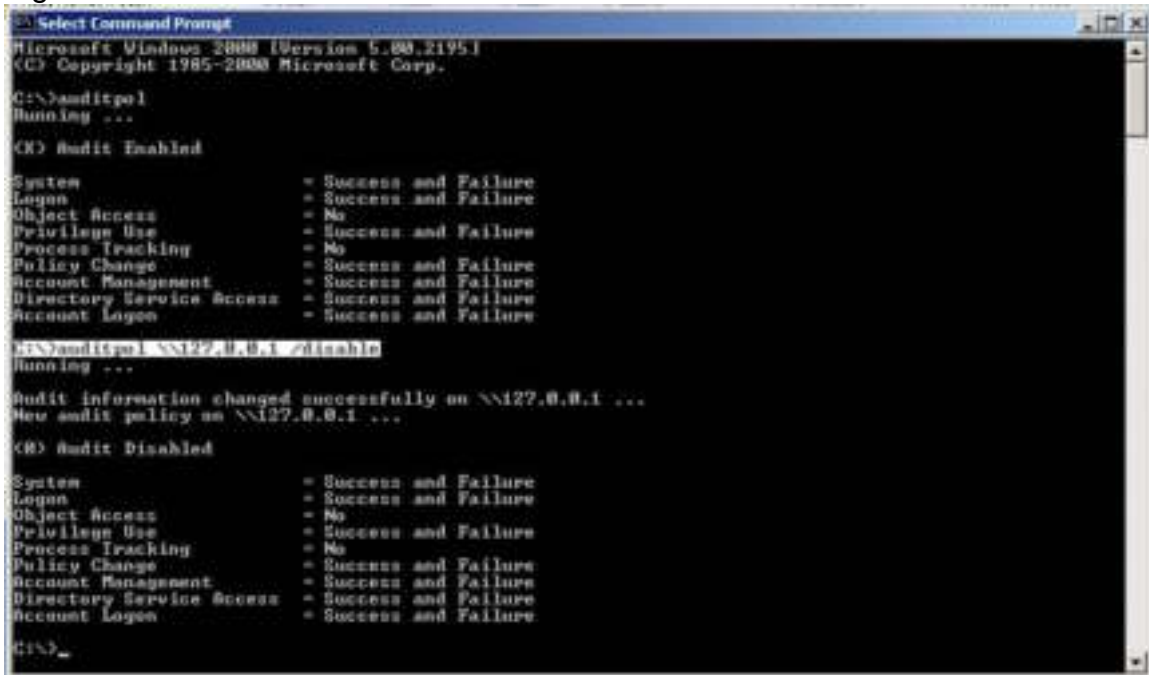 Select Command Prompt
Microsoft Windows 2000 [Version 5.00.2195]
(C) Copyright 1985-2000 Microsoft Corp.
C:\>auditpol
Running ...
(X) Audit Enabled
System = Success and Failure
Logon = Success and Failure
Object Access = No
Privilege Use = Success and Failure
Process Tracking = No
Policy Change = Success and Failure
Account Management = Success and Failure
Directory Service Access = Success and Failure
Account Logon = Success and Failure
C:\>auditpol \\127.0.0.1 /disable
Running ...
Audit information changed successfully on \\127.0.0.1 ...
New audit policy on \\127.0.0.1 ...
(0) Audit Disabled
System = Success and Failure
Logon = Success and Failure
Object Access = No
Privilege Use = Success and Failure
Process Tracking = No
Policy Change = Success and Failure
Account Management = Success and Failure
Directory Service Access = Success and Failure
Account Logon = Success and Failure
C:\>_